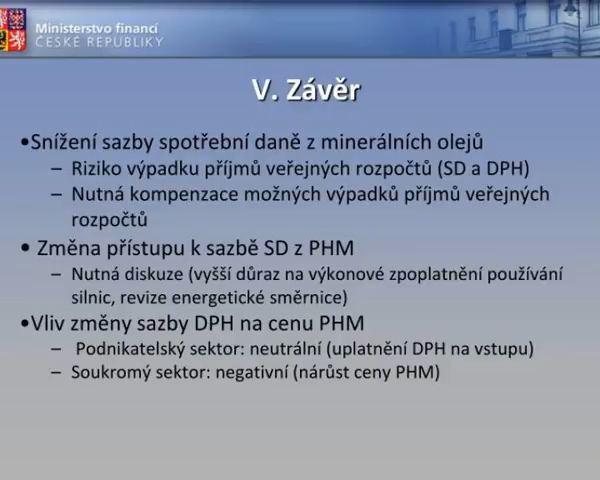 Ministerstvo financí
ČESKÉ REPUBLIKY
V. Závěr
•Snížení sazby spotřební daně z minerálních olejů
– Riziko výpadku příjmů veřejných rozpočtů (SD a DPH)
– Nutná kompenzace možných výpadků příjmů veřejných
rozpočtů
• Změna přístupu k sazbě SD z PHM
– Nutná diskuze (vyšší důraz na výkonové zpoplatnění používání
silnic, revize energetické směrnice)
•Vliv změny sazby DPH na cenu PHM
– Podnikatelský sektor: neutrální (uplatnění DPH na vstupu)
– Soukromý sektor: negativní (nárůst ceny PHM)